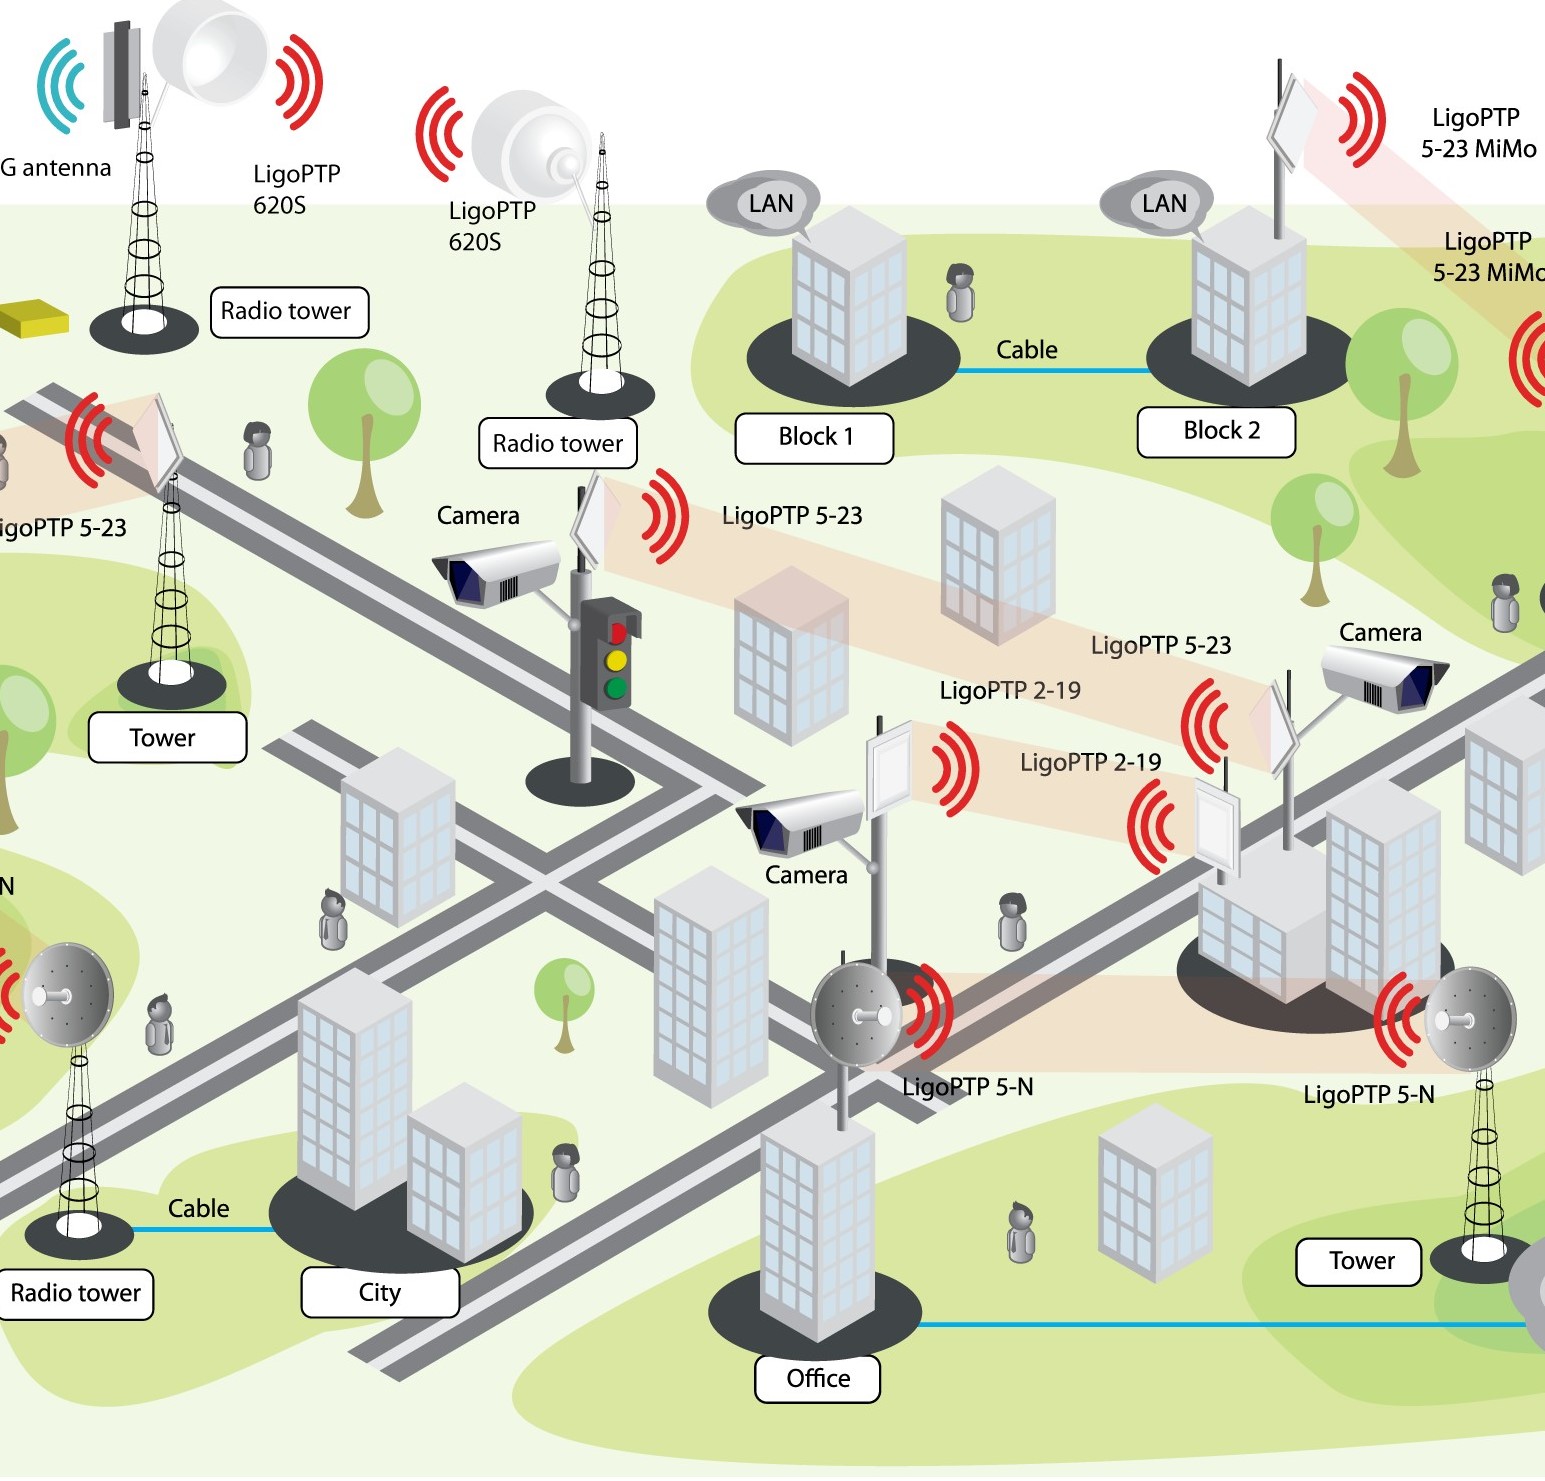 LigoPTP
5-23 MiMo
G antenna
LigoPTP
620S
LAN
LAN
LigoPTP
620S
LigoPTP
5-23 MiMo
Radio tower
Cable
Radio tower
Block 1
Block 2
igoPTP 5-23
Camera
LigoPTP 5-23
Camera
LigoPTP 5-23
LigoPTP 2-19
Tower
LigoPTP 2-19
Camera
N
LigoPTP 5-N
LigoPTP 5-N
Cable
Radio tower
City
Tower
Office